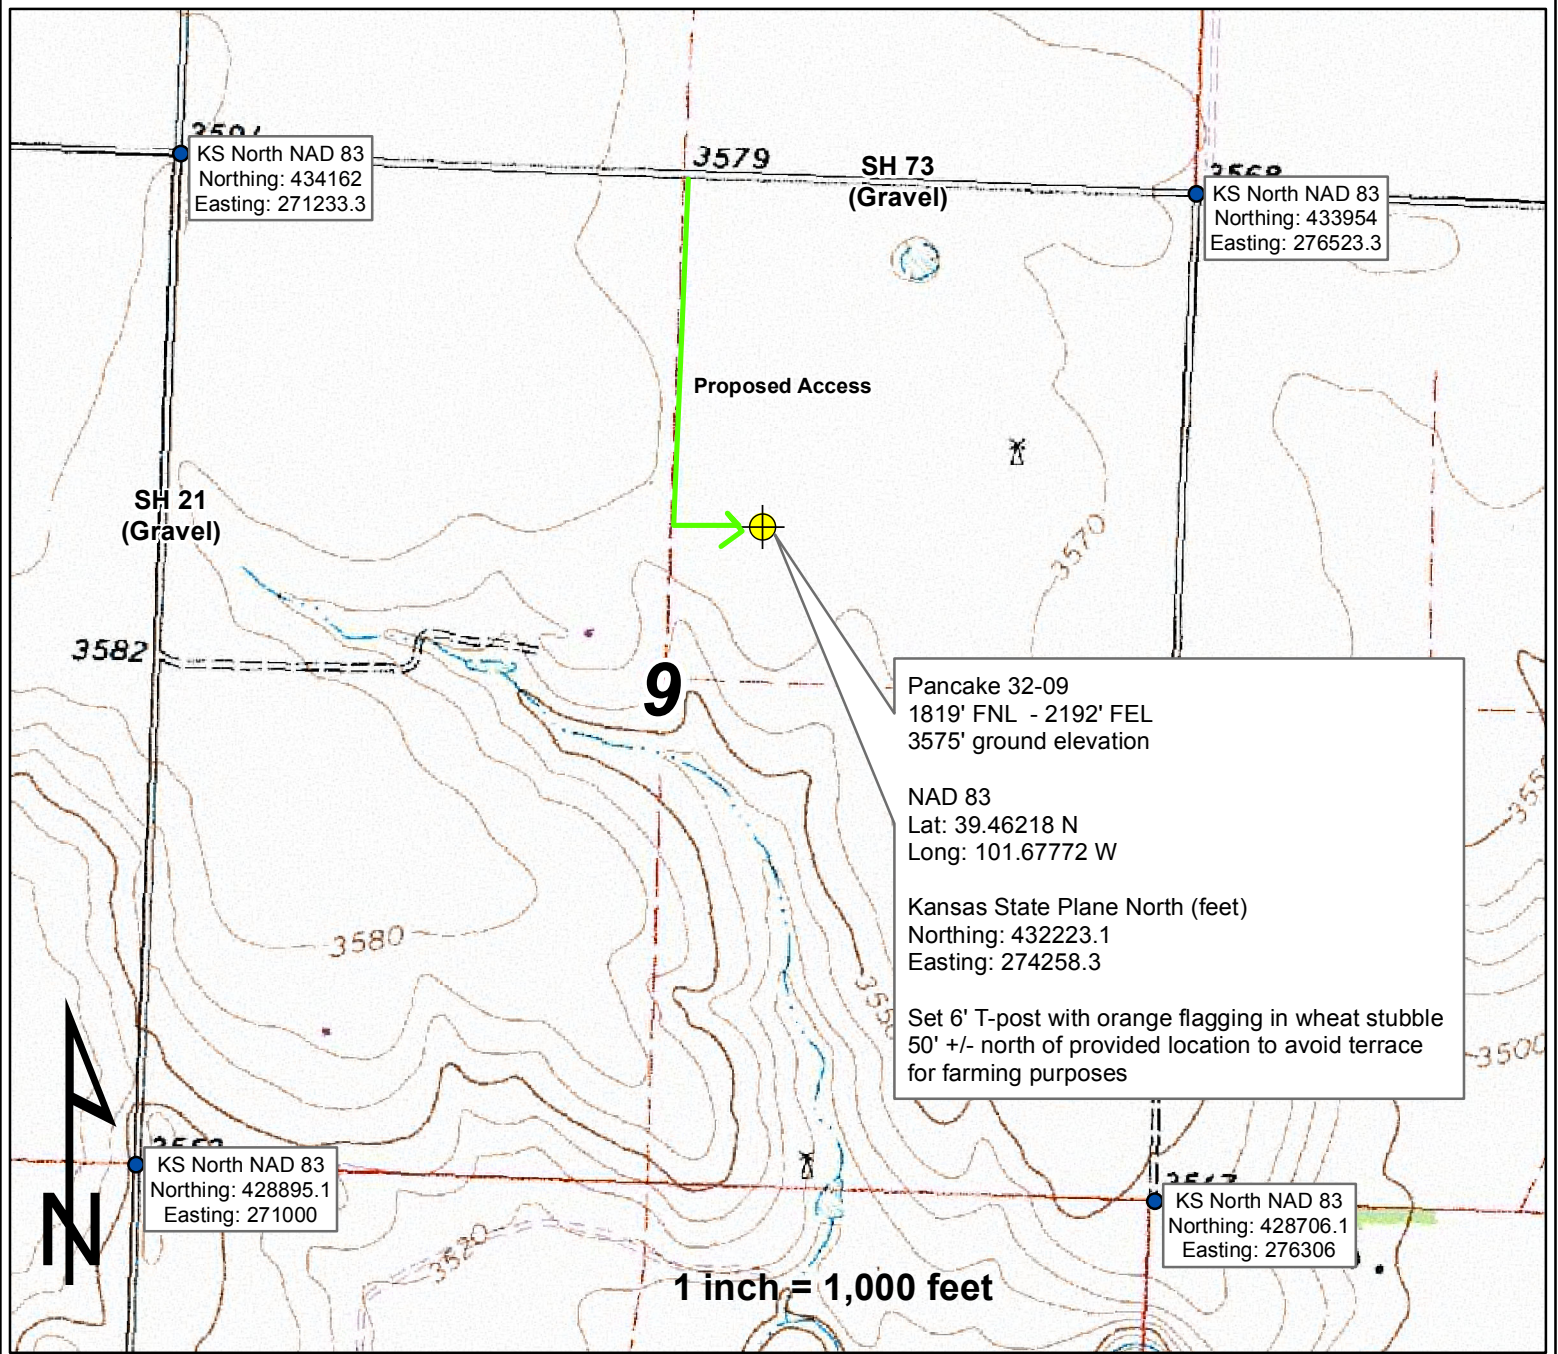 KS North NAD 83
Northing: 434162
Easting: 271233.3
3579
SH 73
(Gravel)
KS North NAD 83
Northing: 433954
Easting: 276523.3
Proposed Access
SH 21
(Gravel)
3570
3582
9
Pancake 32-09
1819' FNL - 2192' FEL
3575' ground elevation
NAD 83
Lat: 39.46218 N
Long: 101.67772 W
Kansas State Plane North (feet)
Northing: 432223.1
Easting: 274258.3
Set 6' T-post with orange flagging in wheat stubble
50' +/- north of provided location to avoid terrace
for farming purposes
3580
3500
N
KS North NAD 83
Northing: 428895.1
Easting: 271000
KS North NAD 83
Northing: 428706.1
Easting: 276306
3520
1 inch = 1,000 feet